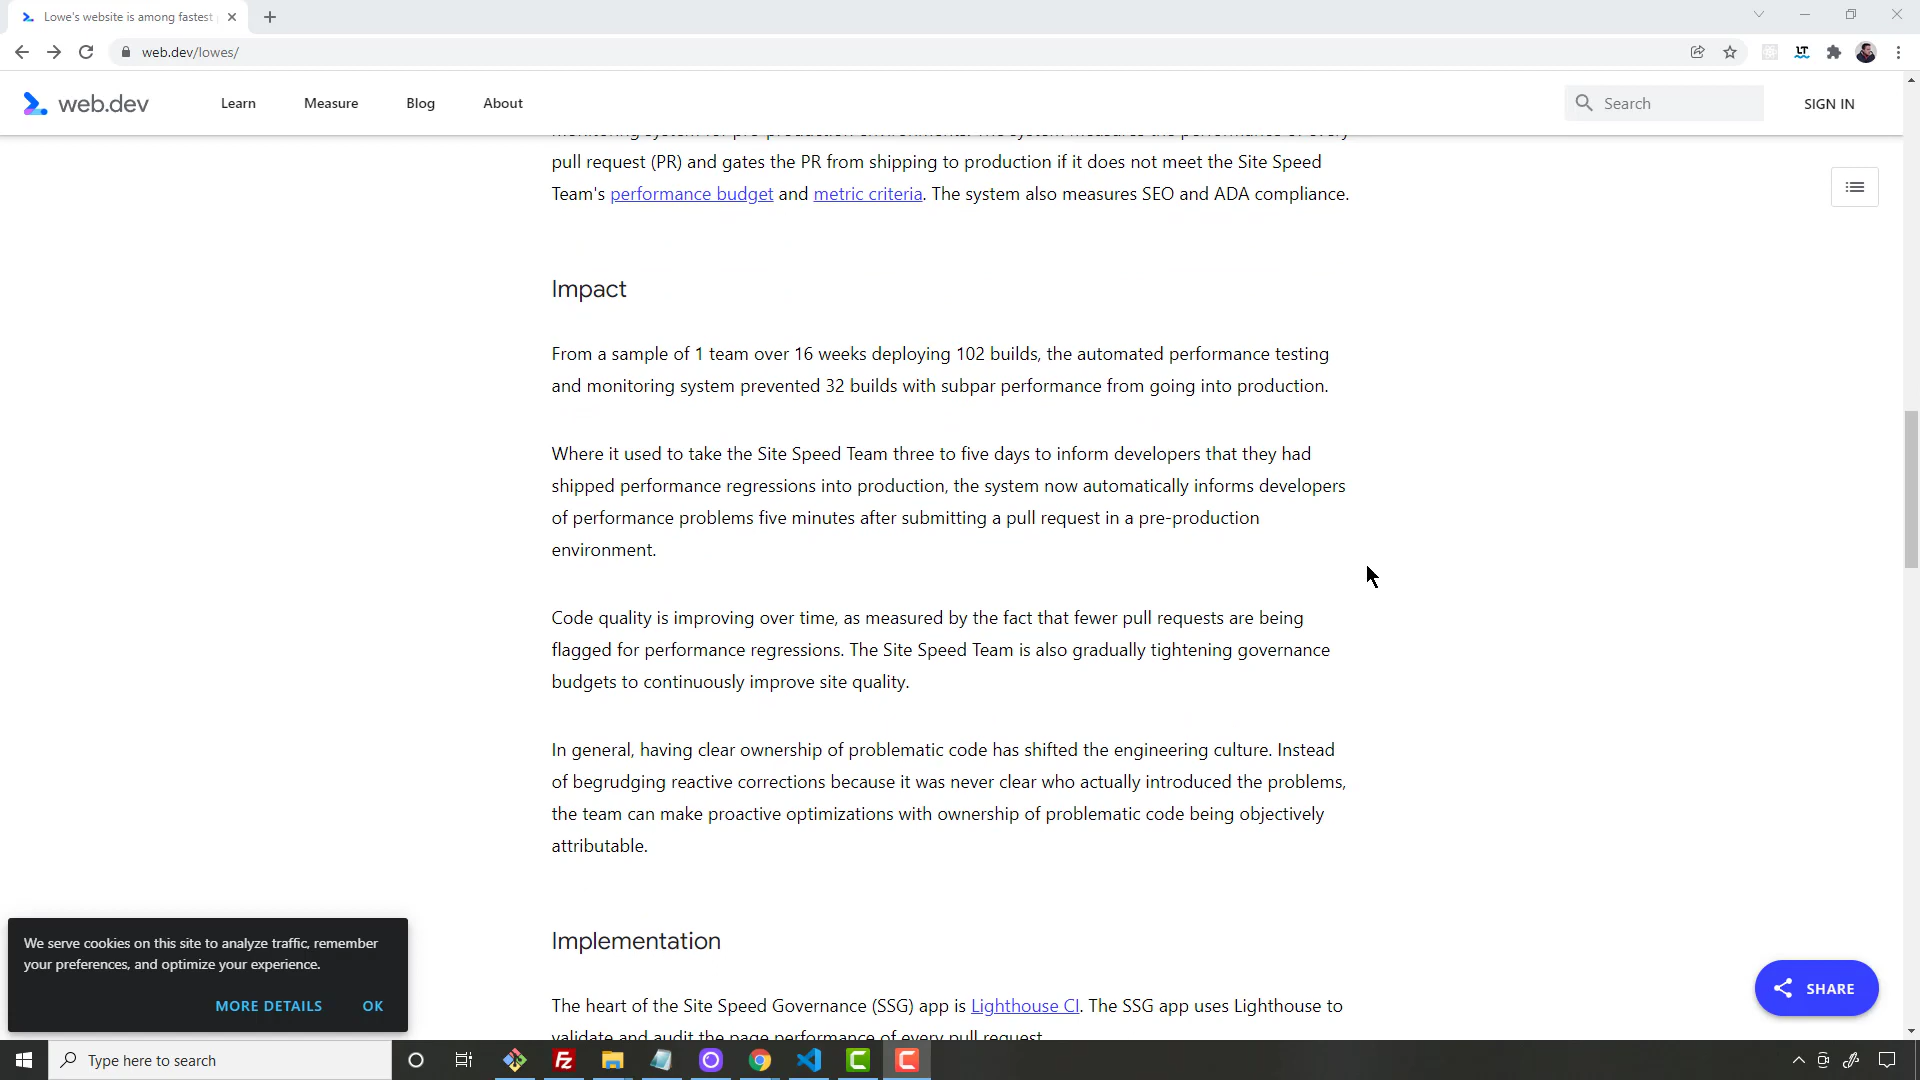 Lowe's website is among fastest
web.dev/lowes/
web.dev
Learn
Measure
Blog
About
Search
SIGN IN
monitoring system for pre-production environments. The system measures the performance of every
pull request (PR) and gates the PR from shipping to production if it does not meet the Site Speed
Team's performance budget and metric criteria. The system also measures SEO and ADA compliance.
Impact
From a sample of 1 team over 16 weeks deploying 102 builds, the automated performance testing
and monitoring system prevented 32 builds with subpar performance from going into production.
Where it used to take the Site Speed Team three to five days to inform developers that they had
shipped performance regressions into production, the system now automatically informs developers
of performance problems five minutes after submitting a pull request in a pre-production
environment.
Code quality is improving over time, as measured by the fact that fewer pull requests are being
flagged for performance regressions. The Site Speed Team is also gradually tightening governance
budgets to continuously improve site quality.
In general, having clear ownership of problematic code has shifted the engineering culture. Instead
of begrudging reactive corrections because it was never clear who actually introduced the problems,
the team can make proactive optimizations with ownership of problematic code being objectively
attributable.
Implementation
The heart of the Site Speed Governance (SSG) app is Lighthouse CI. The SSG app uses Lighthouse to
validate and audit the page performance of every pull request.
We serve cookies on this site to analyze traffic, remember
your preferences, and optimize your experience.
MORE DETAILS
OK
SHARE
Type here to search